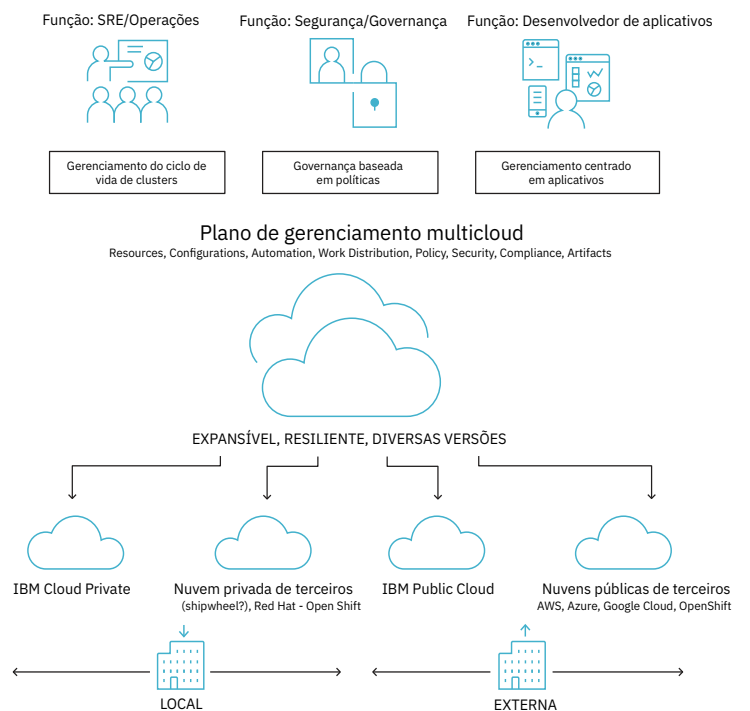 Função: SRE/Operações
Função: Segurança/Governança
Função: Desenvolvedor de aplicativos
Gerenciamento do ciclo de
vida de clusters
Governança baseada
em políticas
Gerenciamento centrado
em aplicativos
Plano de gerenciamento multicloud
Resources, Configurations, Automation, Work Distribution, Policy, Security, Compliance, Artifacts
EXPANSÍVEL, RESILIENTE, DIVERSAS VERSÕES
IBM Cloud Private
Nuvem privada de terceiros
(shipwheel?), Red Hat - Open Shift
IBM Public Cloud
Nuvens públicas de terceiros
AWS, Azure, Google Cloud, OpenShift
LOCAL
EXTERNA